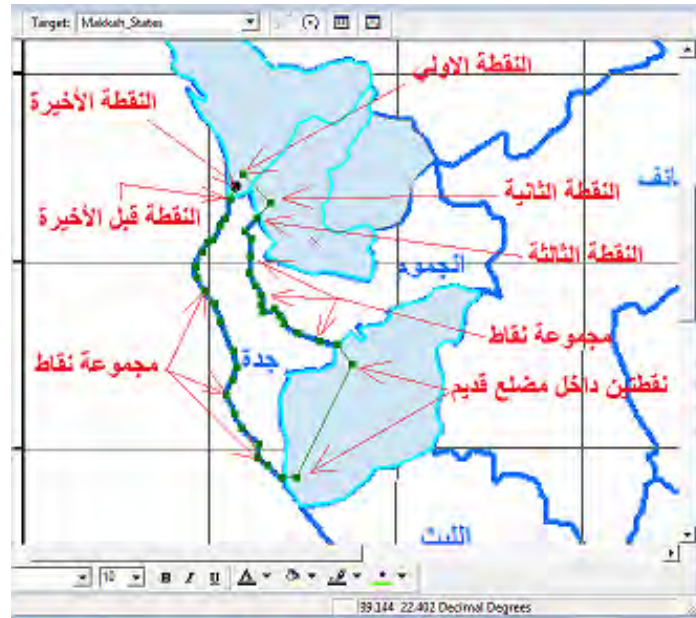 Target: Makkah_States
النقطة الاولي
النقطة الأخيرة
النقطة الثانية
النقطة قبل الأخيرة
النقطة الثالثة
الجموم
مجموعة نقاط
جدة
مجموعة نقاط
نقطتين داخل مضلع قديم
الليث
10 B I U A
39.144 22.402 Decimal Degrees